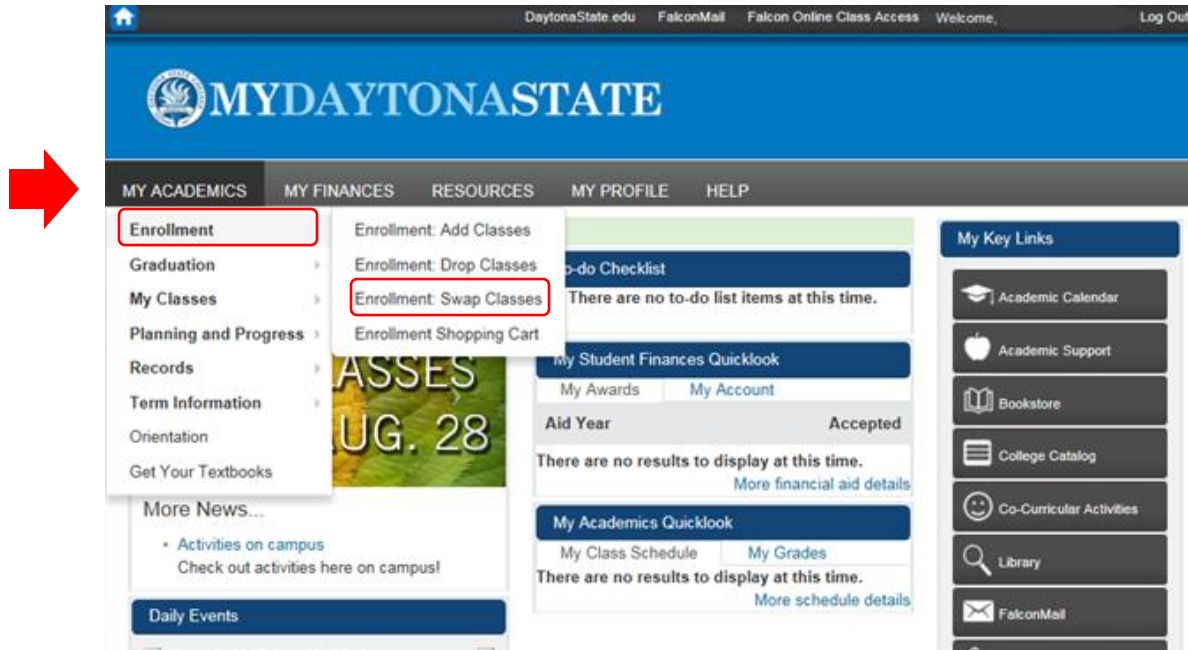 DaytonaState.edu FalconMail Falcon Online Class Access Welcome, Log Out
MYDAYTONASTATE
MY ACADEMICS MY FINANCES RESOURCES MY PROFILE HELP
Enrollment
Graduation
My Classes
Planning and Progress
Records
Term Information
Orientation
Get Your Textbooks
Enrollment: Add Classes
Enrollment: Drop Classes
Enrollment: Swap Classes
Enrollment Shopping Cart
ASSES
UG. 28
More News...
Activities on campus
Check out activities here on campus!
Daily Events
o-do Checklist
There are no to-do list items at this time.
My Student Finances Quicklook
My Awards My Account
Aid Year Accepted
There are no results to display at this time.
More financial aid details
My Academics Quicklook
My Class Schedule My Grades
There are no results to display at this time.
More schedule details
My Key Links
Academic Calendar
Academic Support
Bookstore
College Catalog
Co-Curricular Activities
Library
FalconMail